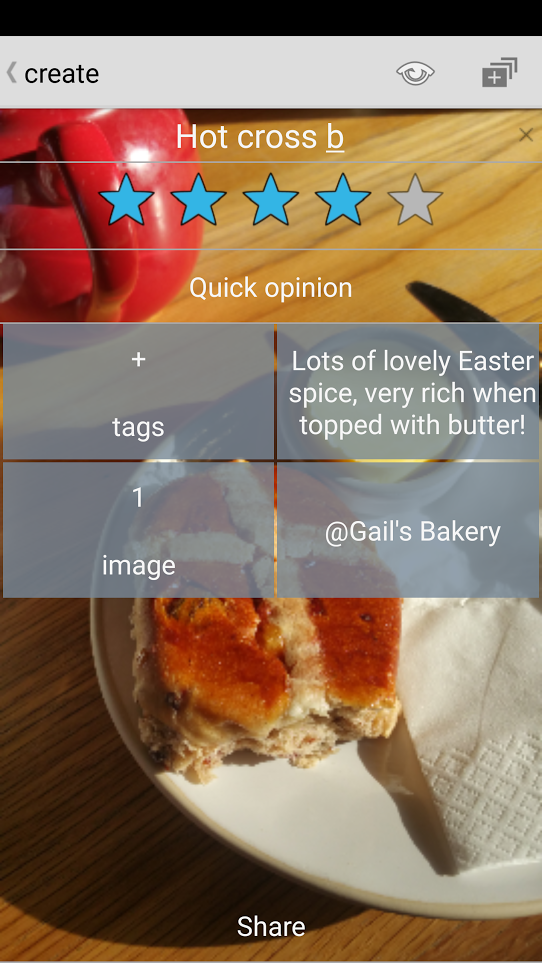 create
Hot cross b
Quick opinion
+
tags
Lots of lovely Easter
spice, very rich when
topped with butter!
1
image
@Gail's Bakery
Share